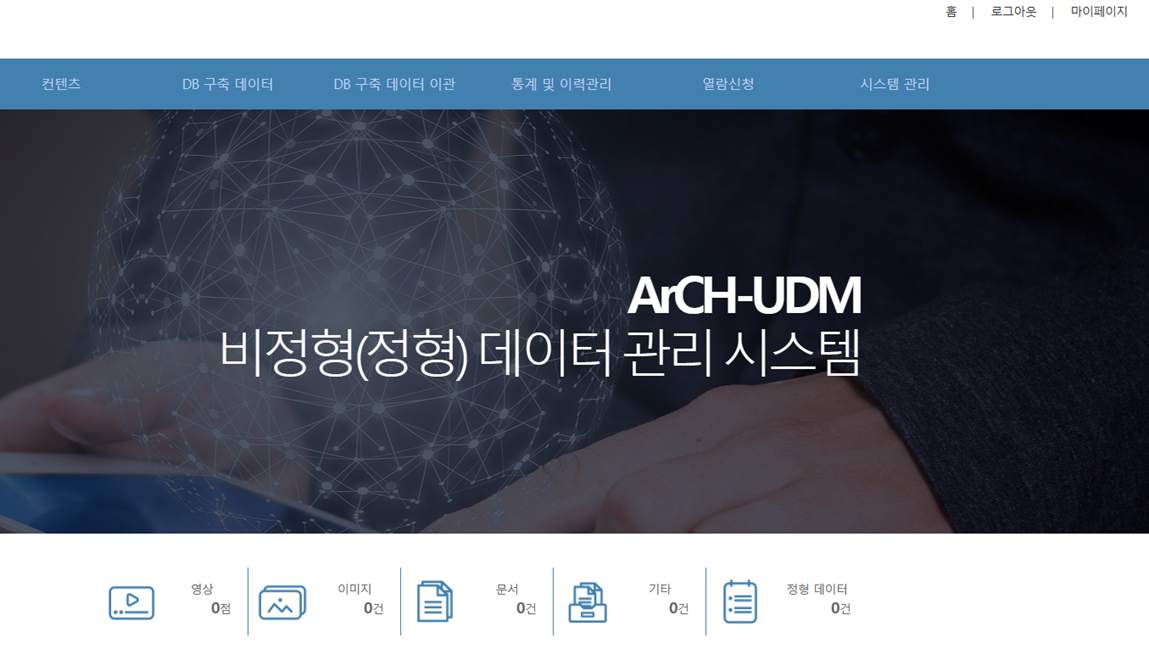 홈 | 로그아웃 | 마이페이지
컨텐츠 DB 구축 데이터 DB 구축 데이터 이관 통계 및 이력관리 열람신청 시스템 관리
ArCH-UDM
비정형(정형) 데이터 관리 시스템
영상 이미지 문서 기타 정형 데이터
0점 0건 0건 0건 0건